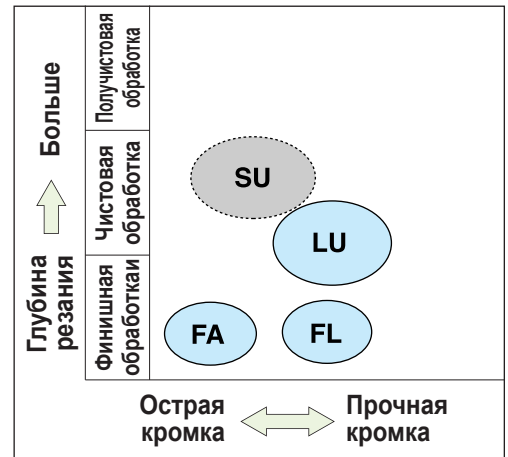 Больше
Глубина
резания
Получистовая
обработка
Чистовая
обработка
Финишная
обработкаи
SU
LU
FA
FL
Острая
кромка
Прочная
кромка